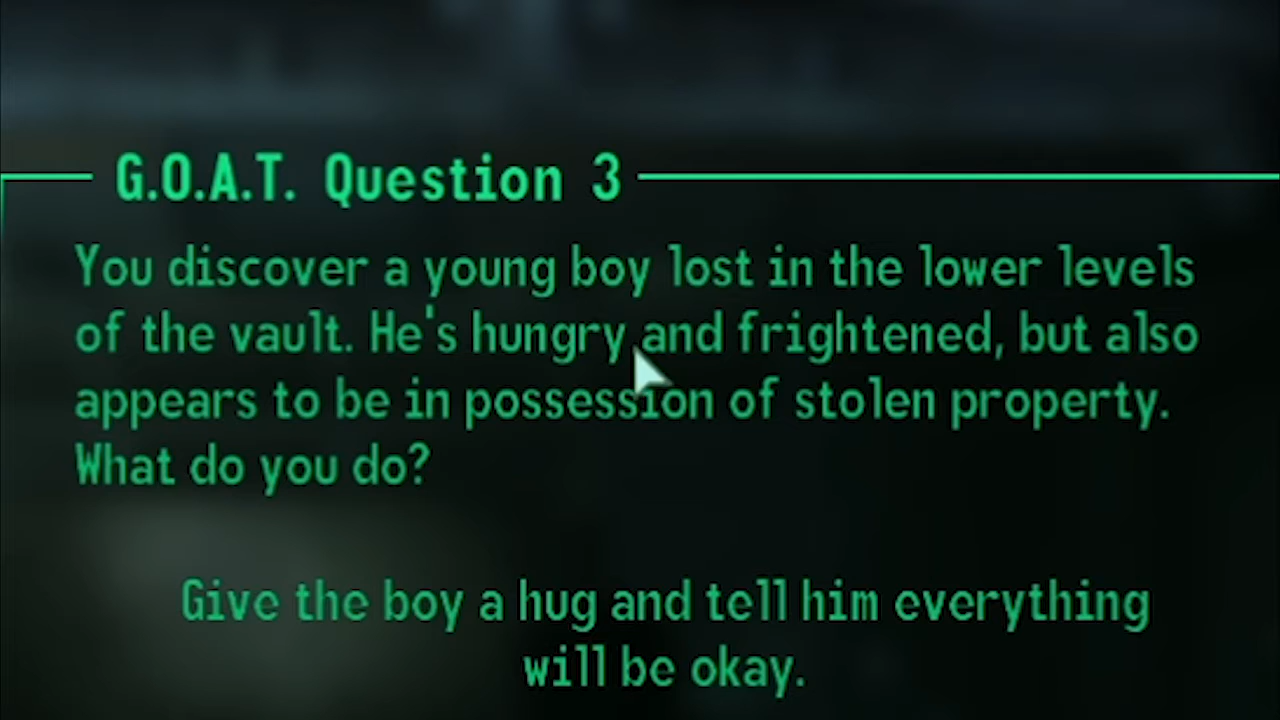 G.O.A.T. Question 3
You discover a young boy lost in the lower levels
of the vault. He's hungry and frightened, but also
appears to be in possession of stolen property.
What do you do?
Give the boy a hug and tell him everything
will be okay.